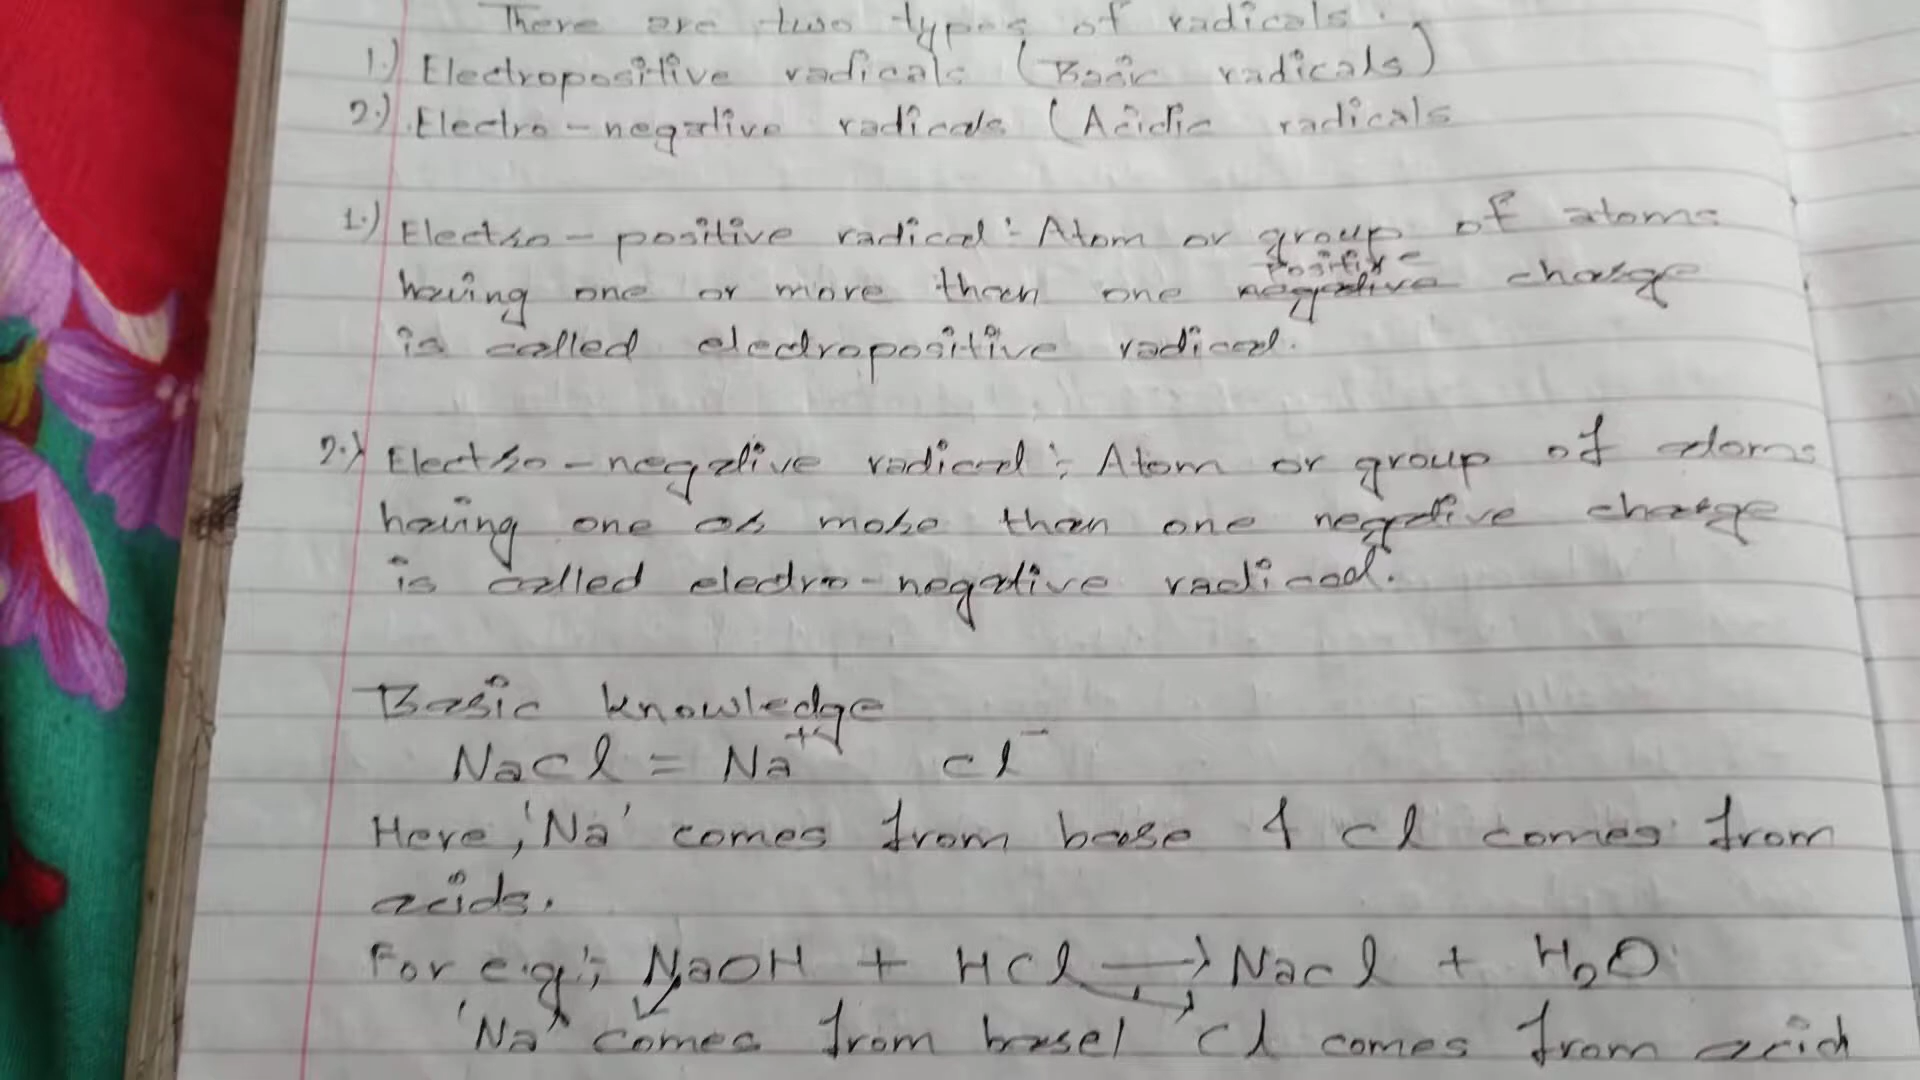 There are two types of radicals.
1.) Electropositive radicals (Basic radicals)
2.) Electro-negative radicals (Acidic radicals
1.) Electro-positive radical:- Atom or group of atoms
positive
having one or more than one negative charge
is called electropositive radical.
2.) Electro-negative radical:- Atom or group of atoms
having one or more than one negative charge
is called electro-negative radical.
Basic knowledge
NaCl = Na⁺ Cl⁻
Here, 'Na' comes from base & Cl comes from
acids.
For e.g:; NaOH + HCl → NaCl + H₂O
'Na' comes from base| 'Cl comes from acid